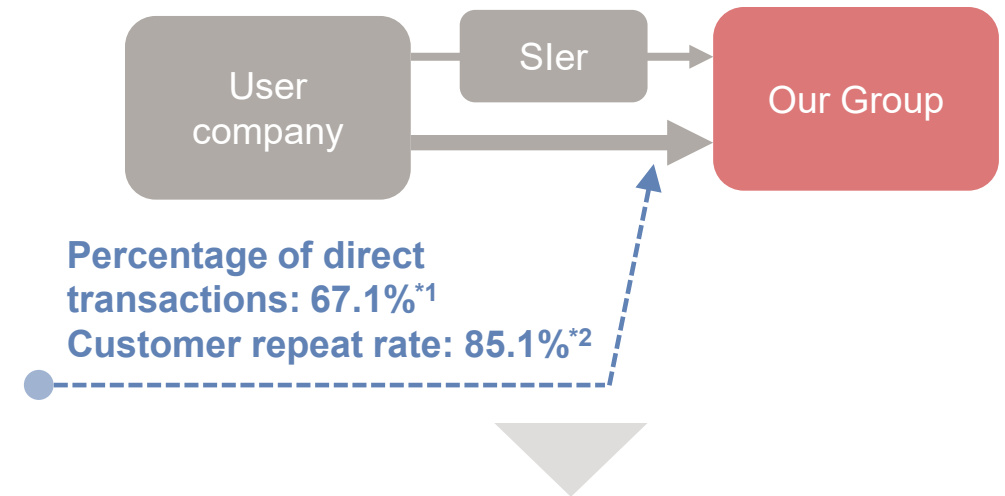 User
company
SIer
Our Group
Percentage of direct
transactions: 67.1%*1
Customer repeat rate: 85.1%*2